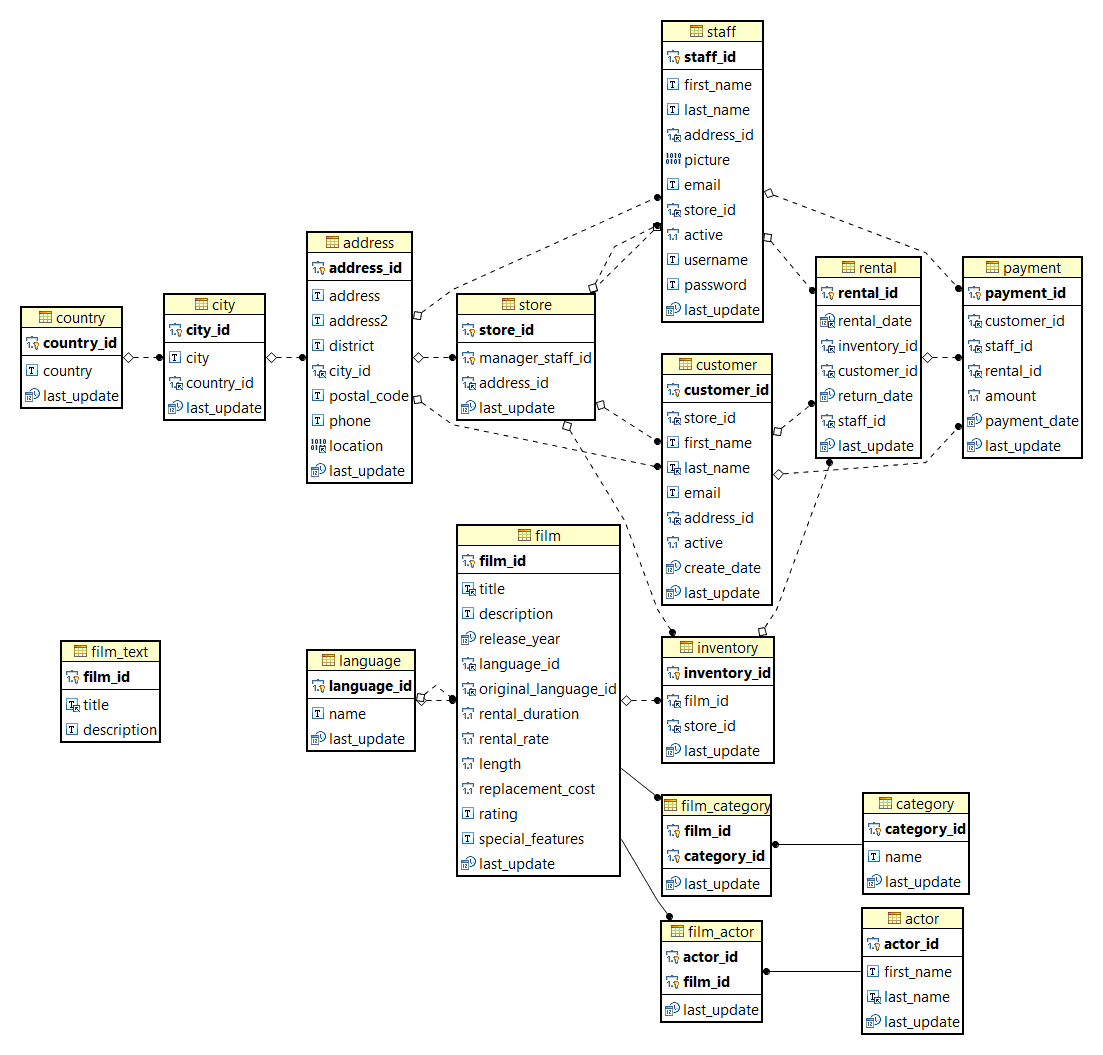 staff
staff_id
first_name
last_name
address_id
picture
email
store_id
active
username
password
last_update
address
address_id
address
address2
district
city_id
postal_code
phone
location
last_update
rental
rental_id
rental_date
inventory_id
customer_id
return_date
staff_id
last_update
payment
payment_id
customer_id
staff_id
rental_id
amount
payment_date
last_update
country
country_id
country
last_update
city
city_id
city
country_id
last_update
store
store_id
manager_staff_id
address_id
last_update
customer
customer_id
store_id
first_name
last_name
email
address_id
active
create_date
last_update
film
film_id
title
description
release_year
language_id
original_language_id
rental_duration
rental_rate
length
replacement_cost
rating
special_features
last_update
film_text
film_id
title
description
language
language_id
name
last_update
inventory
inventory_id
film_id
store_id
last_update
film_category
film_id
category_id
last_update
category
category_id
name
last_update
film_actor
actor_id
film_id
last_update
actor
actor_id
first_name
last_name
last_update